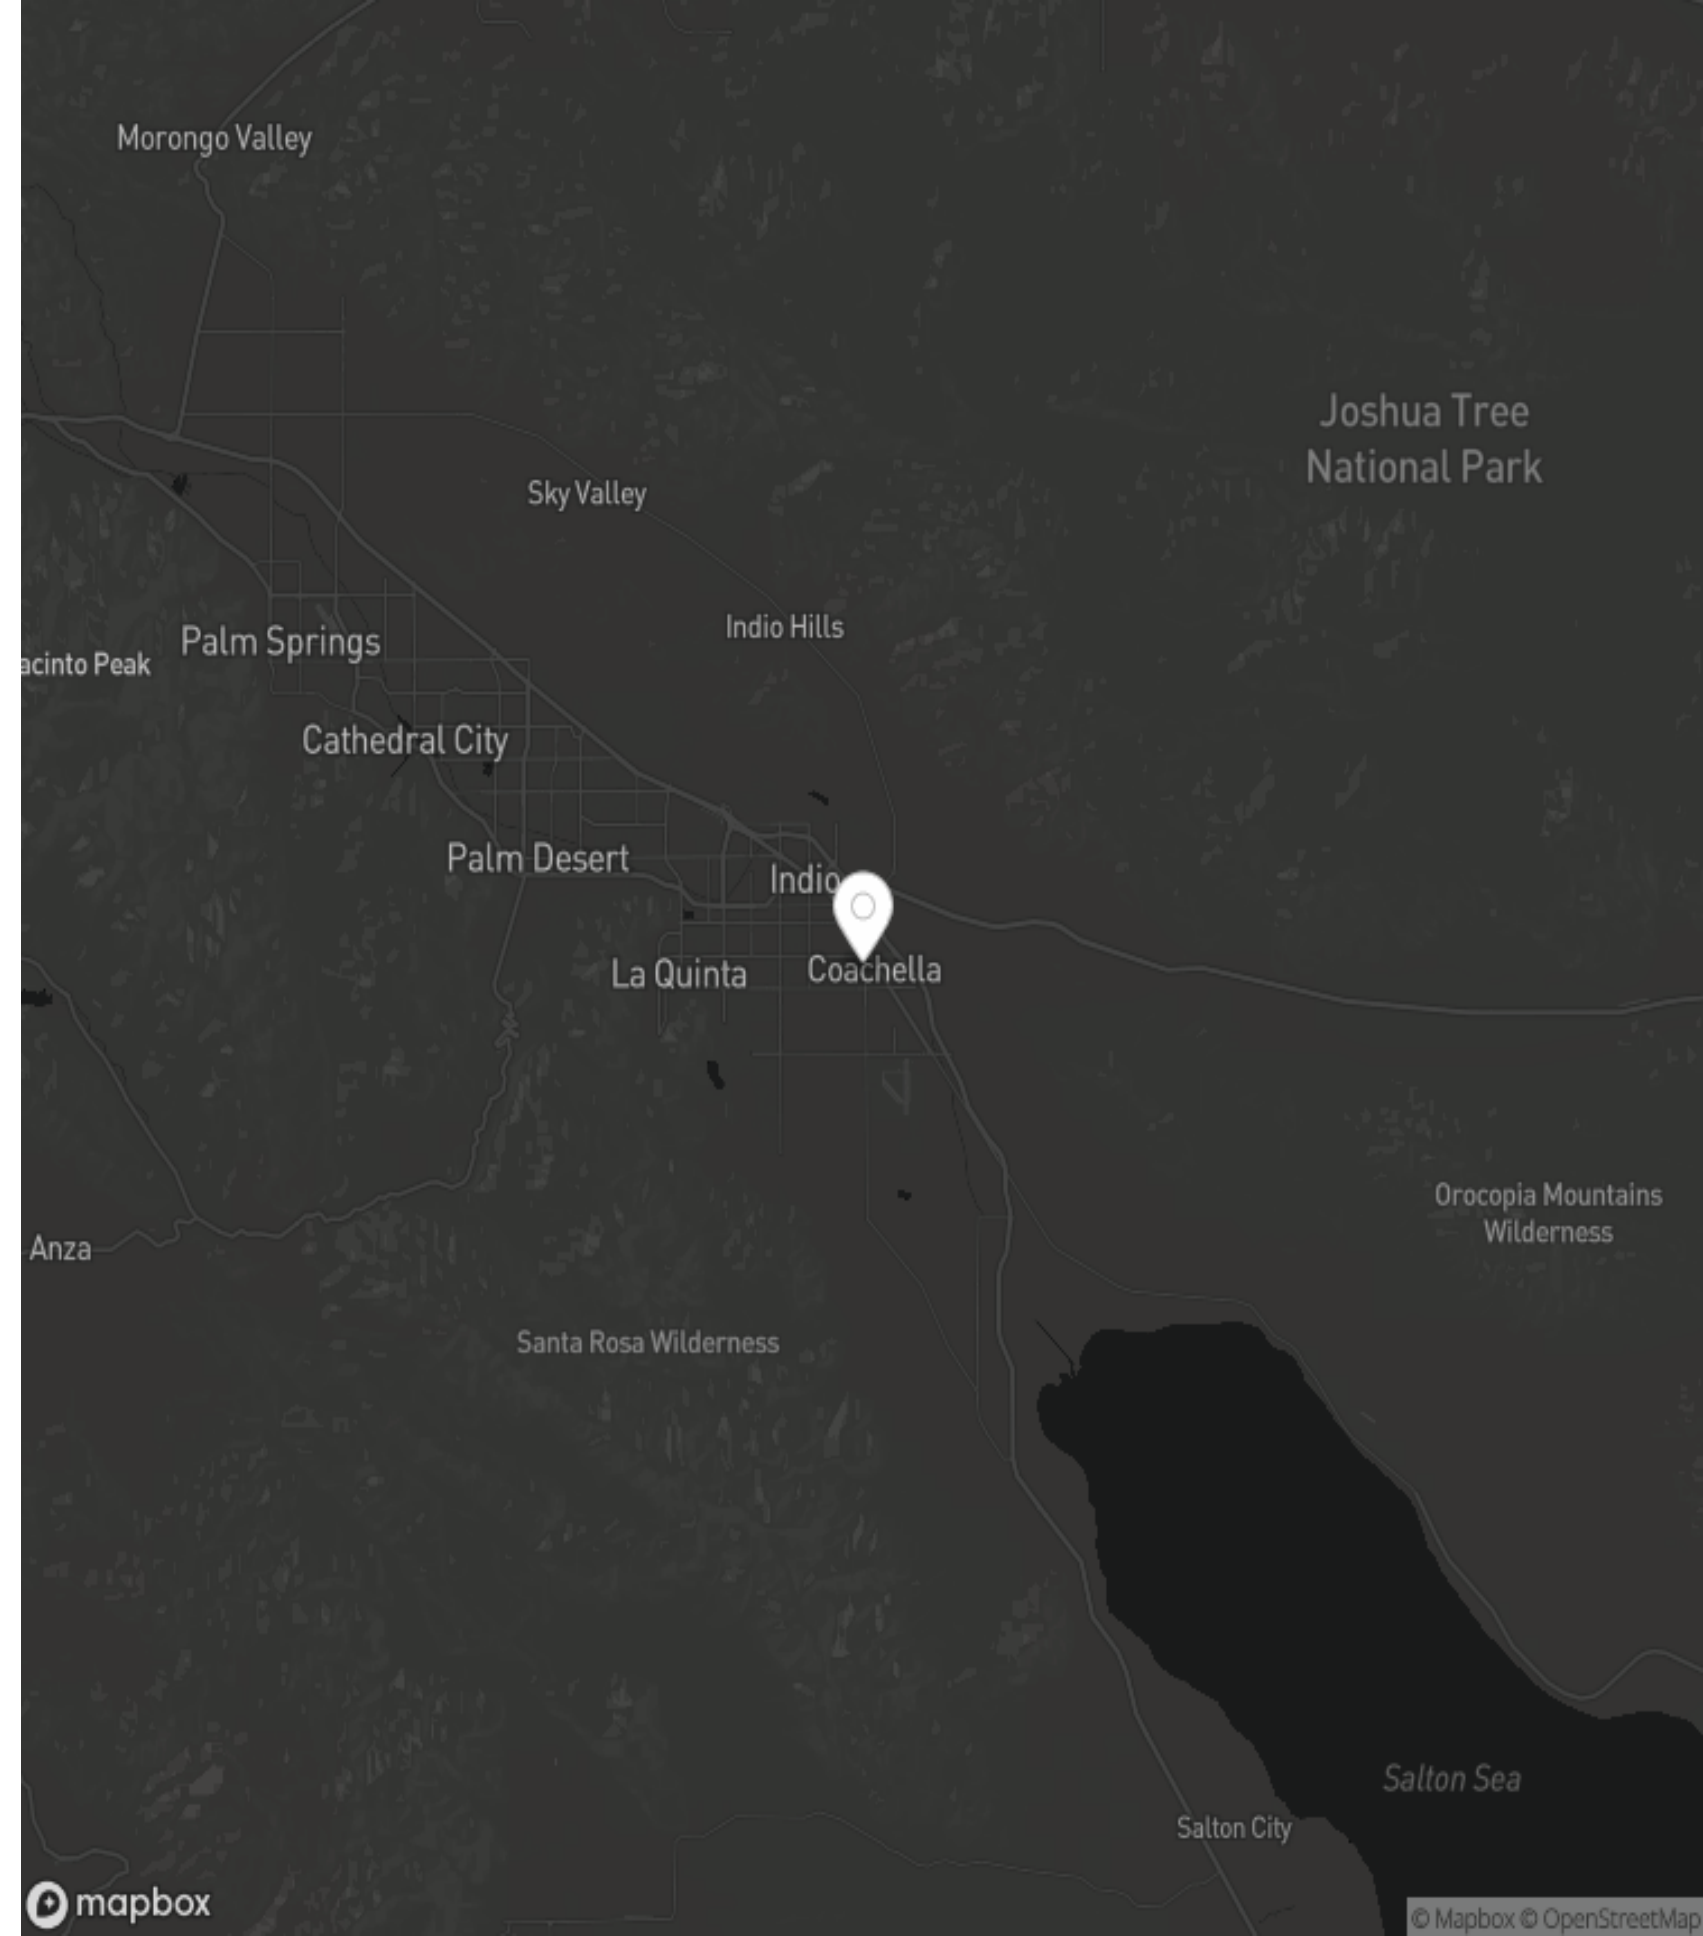 Morongo Valley
Joshua Tree
National Park
Sky Valley
Indio Hills
Palm Springs
acinto Peak
Cathedral City
Palm Desert
Indio
La Quinta
Coachella
Orocopia Mountains
Wilderness
Anza
Santa Rosa Wilderness
Salton Sea
Salton City
mapbox
© Mapbox © OpenStreetMap